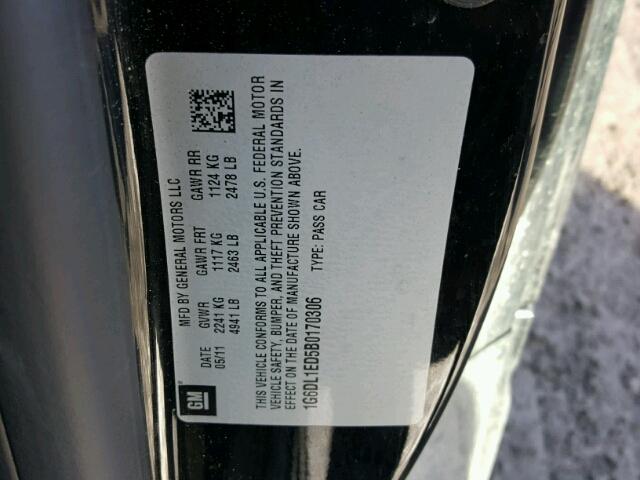 MFD BY GENERAL MOTORS LLC
DATE GVWR GAWR FRT GAWR RR
05/11 2241 KG 1117 KG 1124 KG
4941 LB 2463 LB 2478 LB
GM
THIS VEHICLE CONFORMS TO ALL APPLICABLE U.S. FEDERAL MOTOR
VEHICLE SAFETY, BUMPER, AND THEFT PREVENTION STANDARDS IN
EFFECT ON THE DATE OF MANUFACTURE SHOWN ABOVE.
1G6DL1ED5B0170306 TYPE: PASS CAR